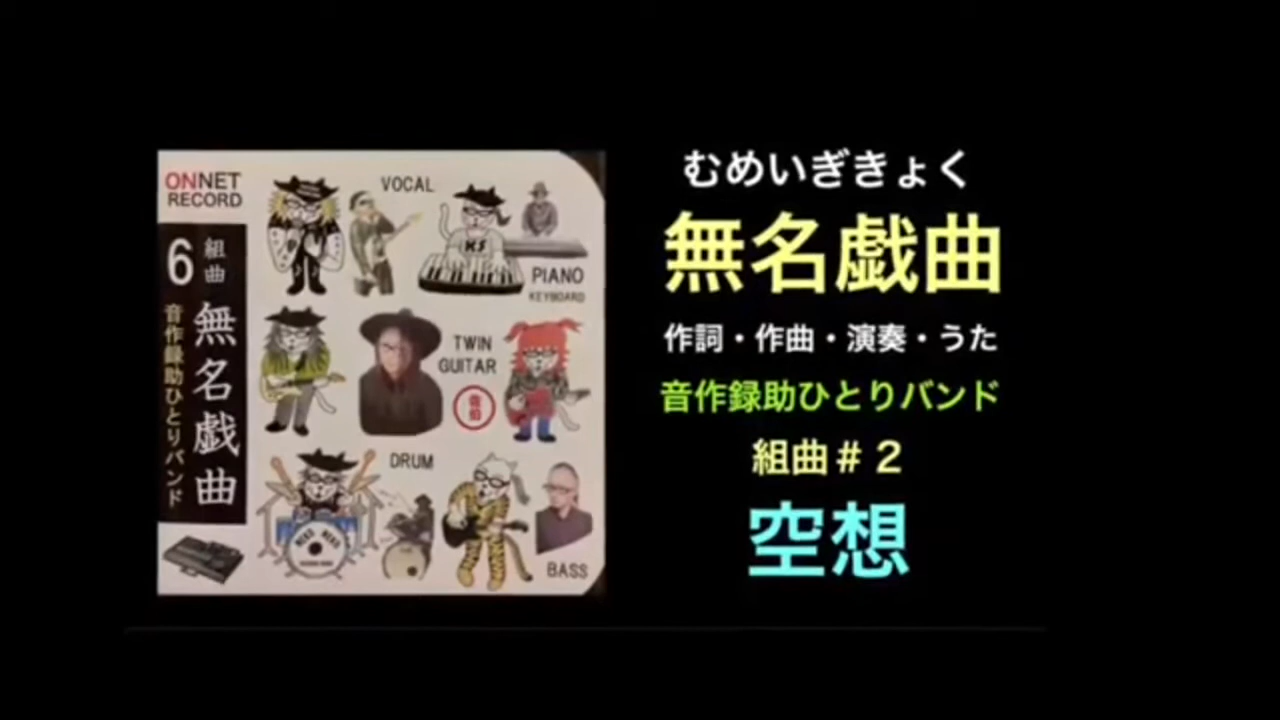 ONNET
RECORD
6
組曲
無名戯曲
音作録助ひとりバンド
VOCAL
KS
PIANO
KEYBOARD
TWIN
GUITAR
DRUM
BASS
むめいぎきょく
無名戯曲
作詞・作曲・演奏・うた
音作録助ひとりバンド
組曲＃２
空想